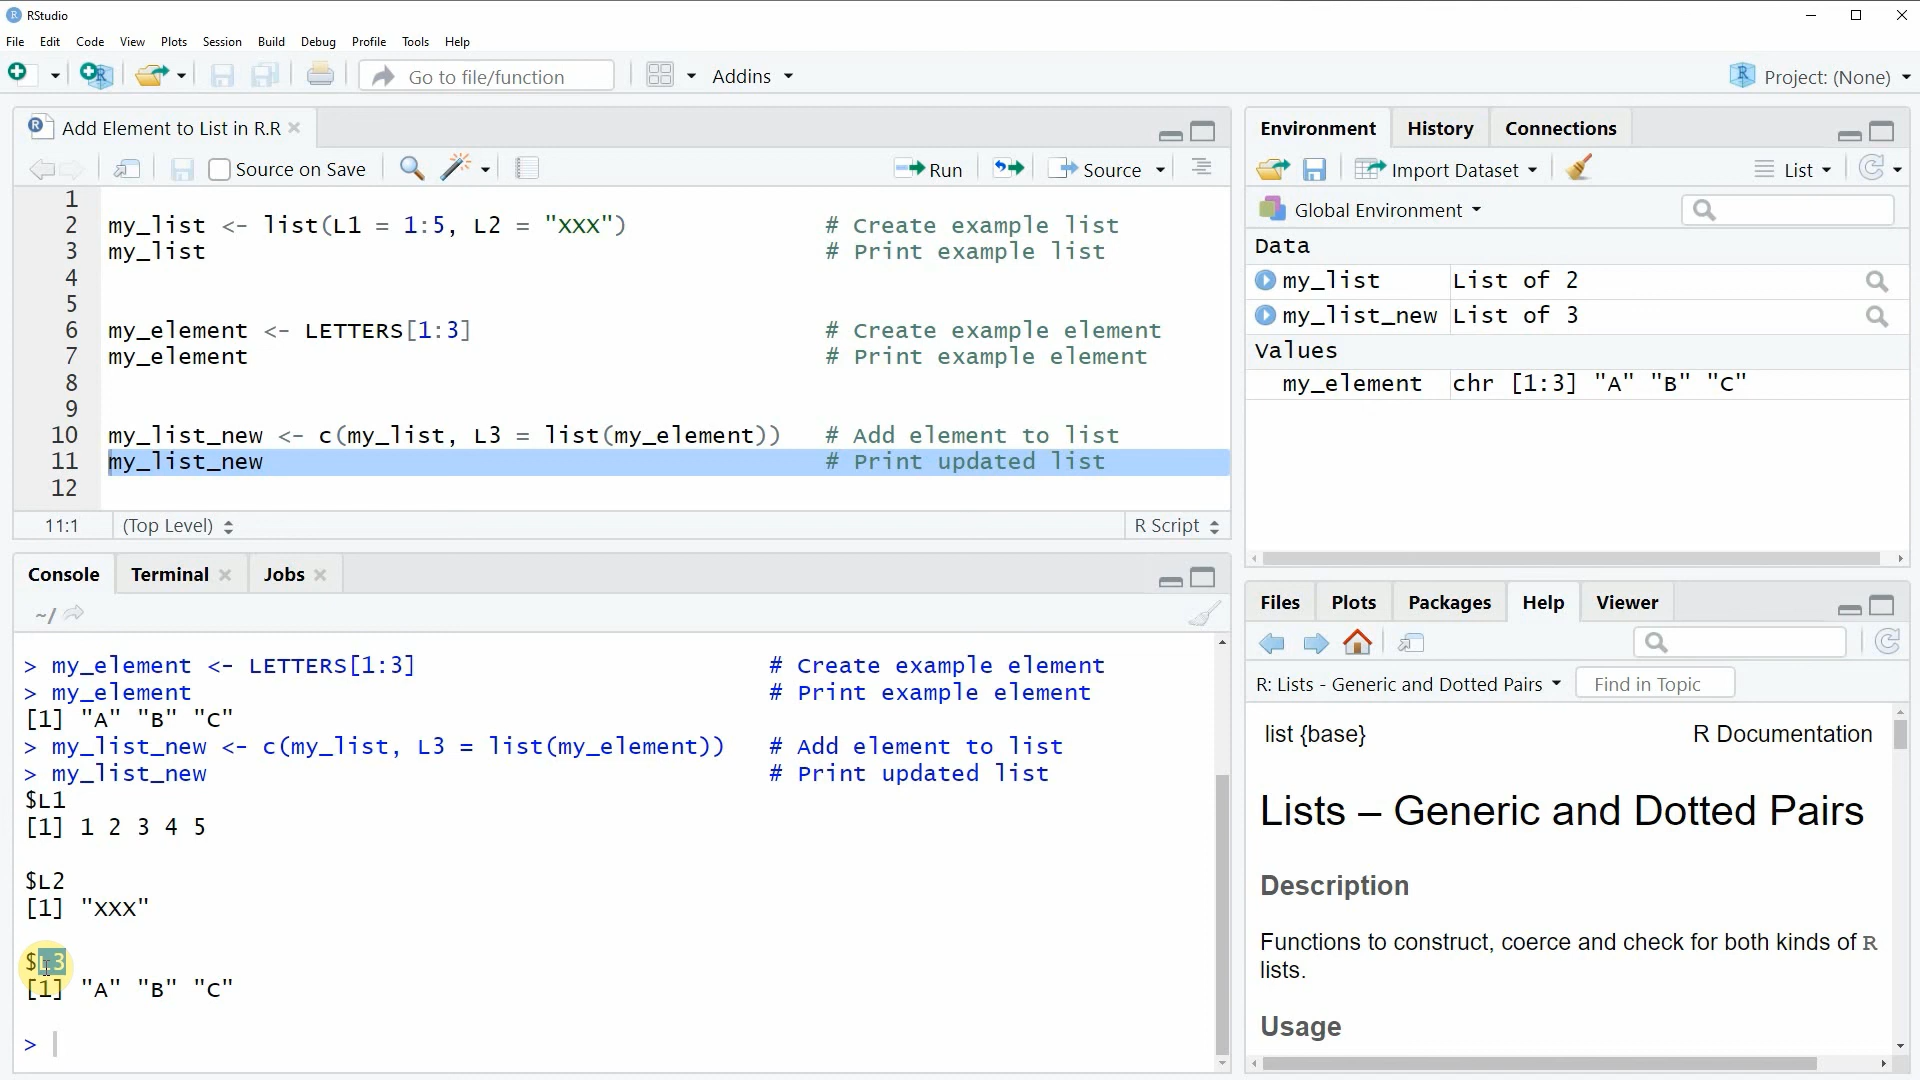 RStudio
File Edit Code View Plots Session Build Debug Profile Tools Help
Go to file/function
Addins
Project: (None)
Add Element to List in R.R
Source on Save
Run
Source
1
2 my_list <- list(L1 = 1:5, L2 = "XXX") # Create example list
3 my_list # Print example list
4
5
6 my_element <- LETTERS[1:3] # Create example element
7 my_element # Print example element
8
9
10 my_list_new <- c(my_list, L3 = list(my_element)) # Add element to list
11 my_list_new # Print updated list
12
11:1 (Top Level) R Script
Console Terminal Jobs
~/
> my_element <- LETTERS[1:3] # Create example element
> my_element # Print example element
[1] "A" "B" "C"
> my_list_new <- c(my_list, L3 = list(my_element)) # Add element to list
> my_list_new # Print updated list
$L1
[1] 1 2 3 4 5
$L2
[1] "XXX"
$L3
[1] "A" "B" "C"
>
Environment History Connections
Import Dataset
List
Global Environment
Data
my_list List of 2
my_list_new List of 3
Values
my_element chr [1:3] "A" "B" "C"
Files Plots Packages Help Viewer
R: Lists - Generic and Dotted Pairs
Find in Topic
list {base} R Documentation
Lists – Generic and Dotted Pairs
Description
Functions to construct, coerce and check for both kinds of R
lists.
Usage